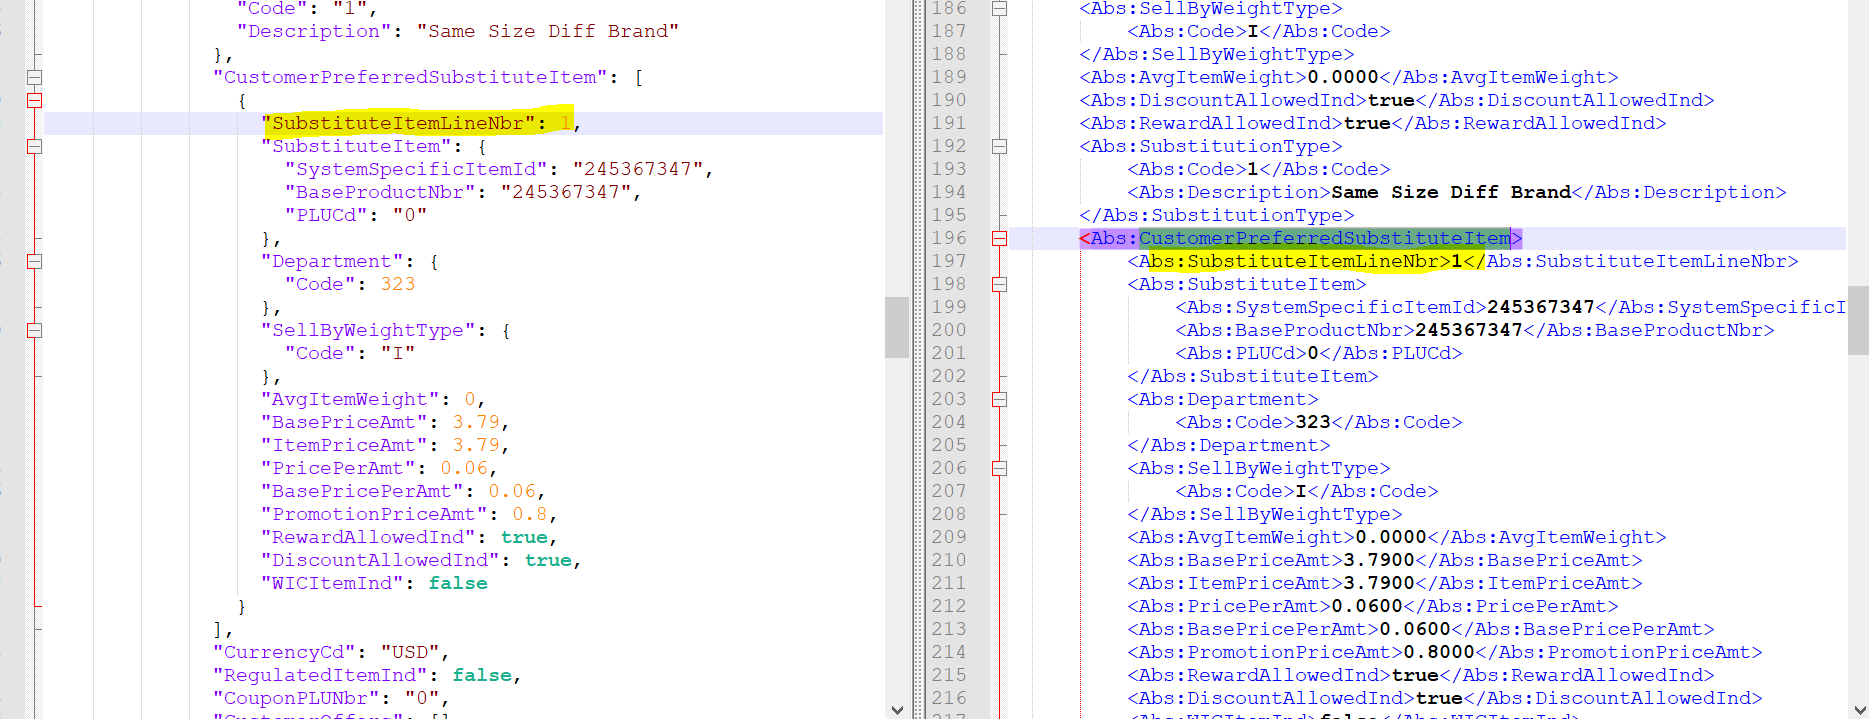 "Code": "1",
"Description": "Same Size Diff Brand"
},
"CustomerPreferredSubstituteItem": [
{
"SubstituteItemLineNbr": 1,
"SubstituteItem": {
"SystemSpecificItemId": "245367347",
"BaseProductNbr": "245367347",
"PLUCd": "0"
},
"Department": {
"Code": 323
},
"SellByWeightType": {
"Code": "I"
},
"AvgItemWeight": 0,
"BasePriceAmt": 3.79,
"ItemPriceAmt": 3.79,
"PricePerAmt": 0.06,
"BasePricePerAmt": 0.06,
"PromotionPriceAmt": 0.8,
"RewardAllowedInd": true,
"DiscountAllowedInd": true,
"WICItemInd": false
}
],
"CurrencyCd": "USD",
"RegulatedItemInd": false,
"CouponPLUNbr": "0",
"CustomerOffers": []
186 <Abs:SellByWeightType>
187 <Abs:Code>I</Abs:Code>
188 </Abs:SellByWeightType>
189 <Abs:AvgItemWeight>0.0000</Abs:AvgItemWeight>
190 <Abs:DiscountAllowedInd>true</Abs:DiscountAllowedInd>
191 <Abs:RewardAllowedInd>true</Abs:RewardAllowedInd>
192 <Abs:SubstitutionType>
193 <Abs:Code>1</Abs:Code>
194 <Abs:Description>Same Size Diff Brand</Abs:Description>
195 </Abs:SubstitutionType>
196 <Abs:CustomerPreferredSubstituteItem>
197 <Abs:SubstituteItemLineNbr>1</Abs:SubstituteItemLineNbr>
198 <Abs:SubstituteItem>
199 <Abs:SystemSpecificItemId>245367347</Abs:SystemSpecificI
200 <Abs:BaseProductNbr>245367347</Abs:BaseProductNbr>
201 <Abs:PLUCd>0</Abs:PLUCd>
202 </Abs:SubstituteItem>
203 <Abs:Department>
204 <Abs:Code>323</Abs:Code>
205 </Abs:Department>
206 <Abs:SellByWeightType>
207 <Abs:Code>I</Abs:Code>
208 </Abs:SellByWeightType>
209 <Abs:AvgItemWeight>0.0000</Abs:AvgItemWeight>
210 <Abs:BasePriceAmt>3.7900</Abs:BasePriceAmt>
211 <Abs:ItemPriceAmt>3.7900</Abs:ItemPriceAmt>
212 <Abs:PricePerAmt>0.0600</Abs:PricePerAmt>
213 <Abs:BasePricePerAmt>0.0600</Abs:BasePricePerAmt>
214 <Abs:PromotionPriceAmt>0.8000</Abs:PromotionPriceAmt>
215 <Abs:RewardAllowedInd>true</Abs:RewardAllowedInd>
216 <Abs:DiscountAllowedInd>true</Abs:DiscountAllowedInd>
217 <Abs:WICItemInd>false</Abs:WICItemInd>